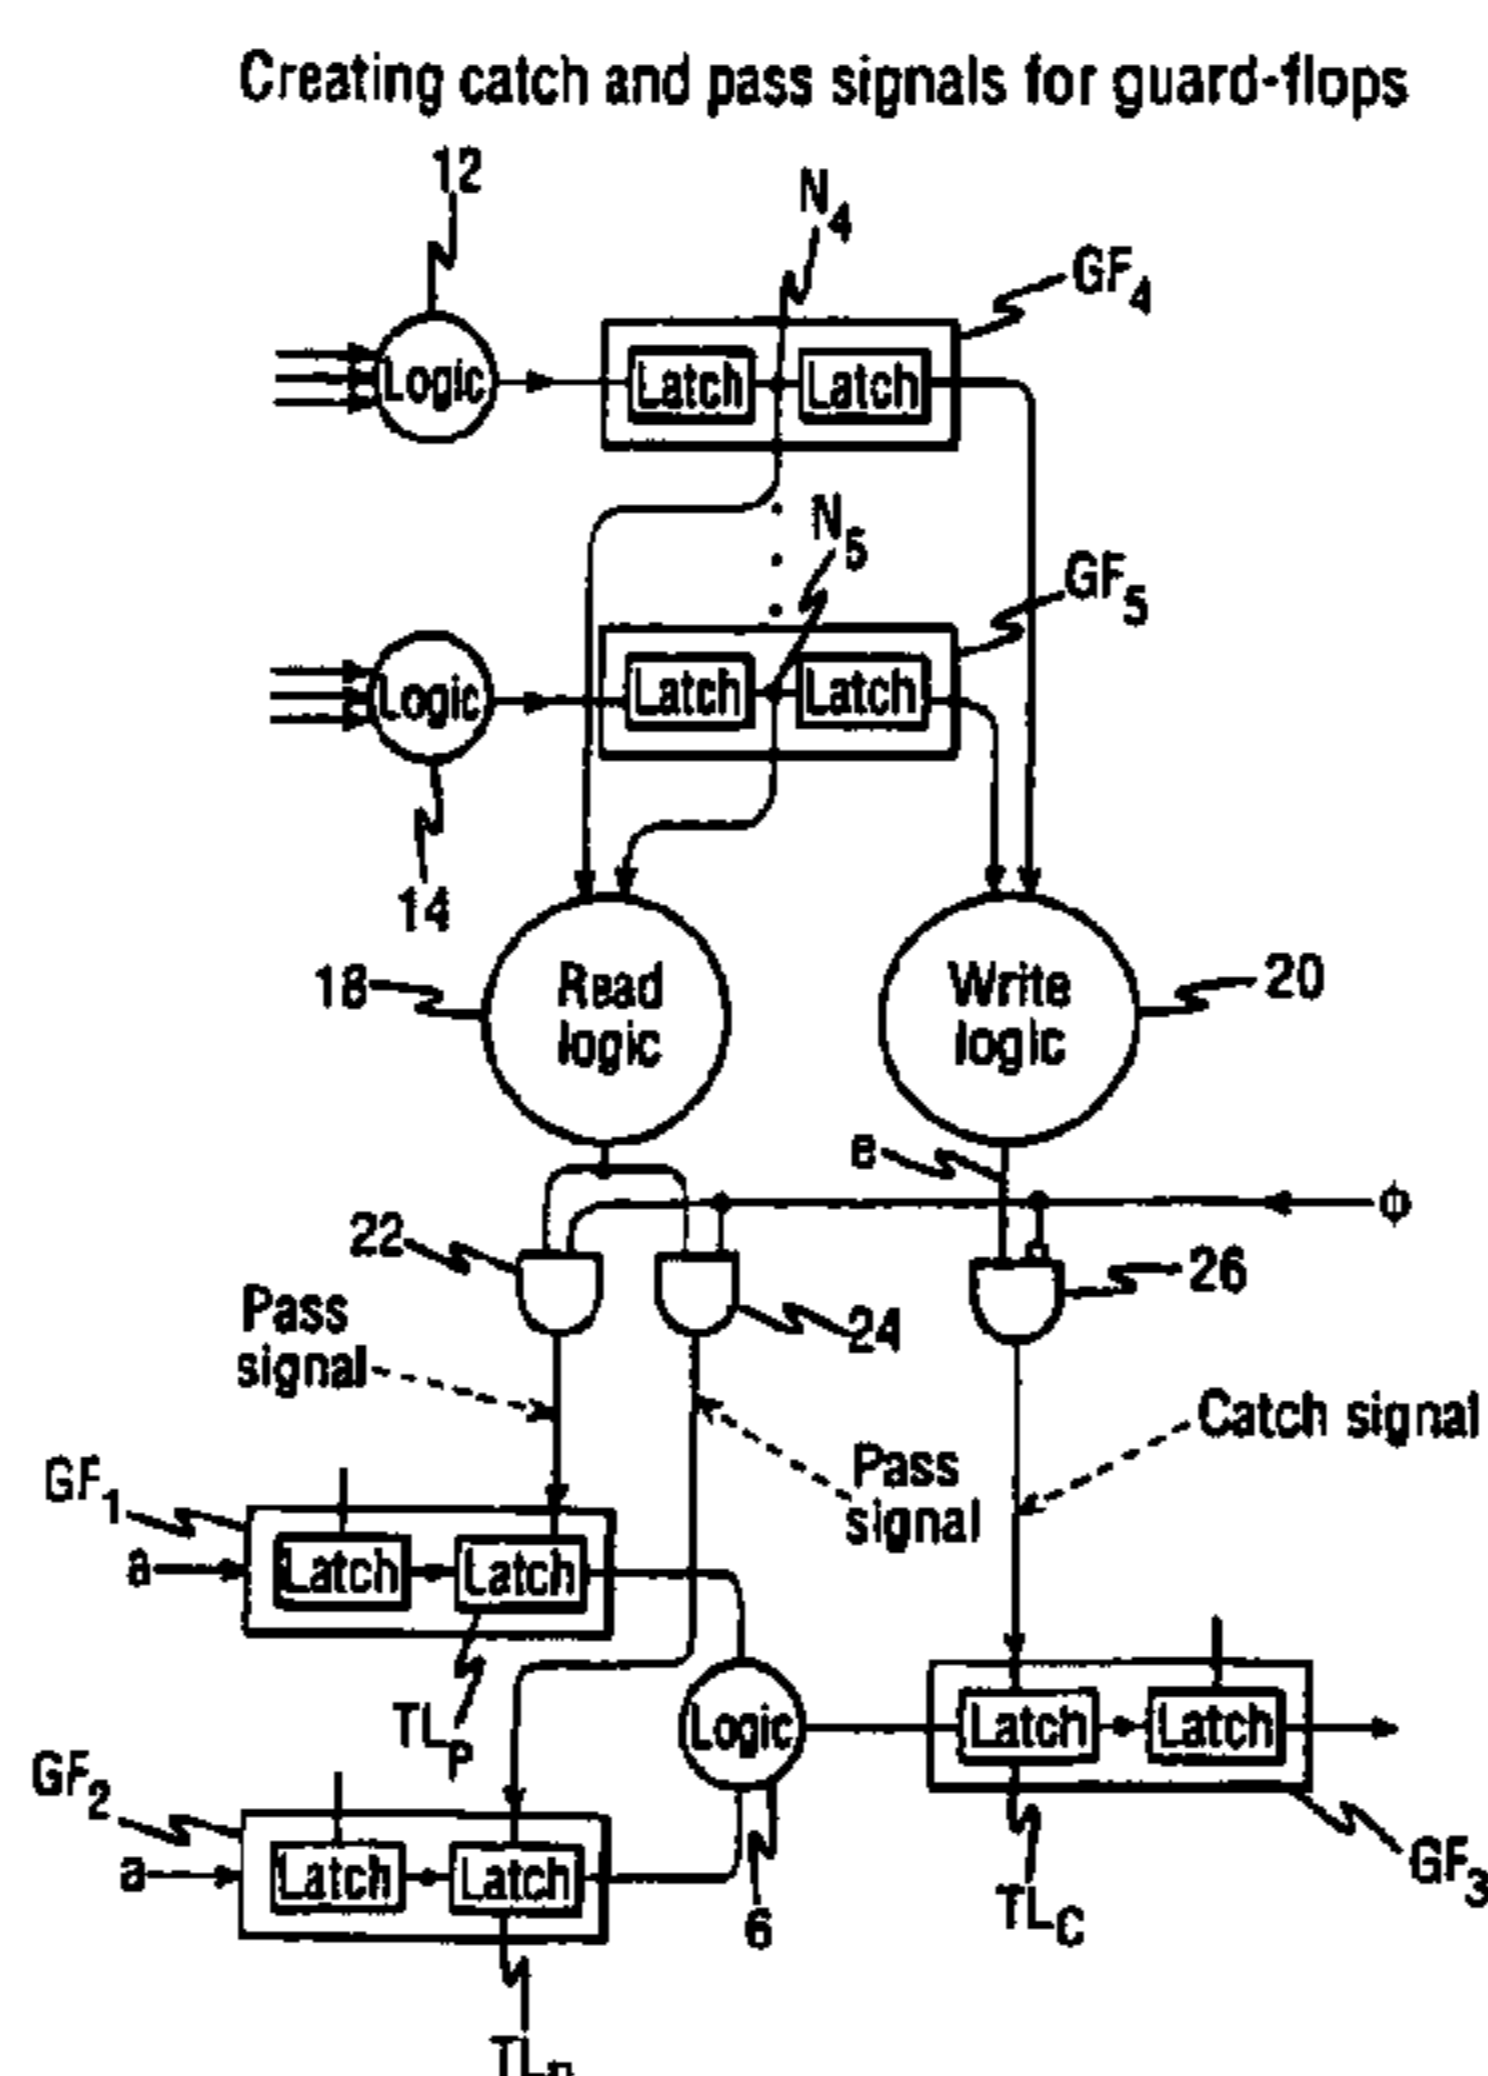 Creating catch and pass signals for guard-flops
12
N4
GF4
Logic
Latch
Latch
N5
GF5
Logic
Latch
Latch
14
18
Read
logic
Write
logic
20
e
Φ
22
24
26
Pass
signal
Pass
signal
Catch signal
GF1
a
Latch
Latch
TLP
Logic
Latch
Latch
GF2
a
Latch
Latch
6
TLC
GF3